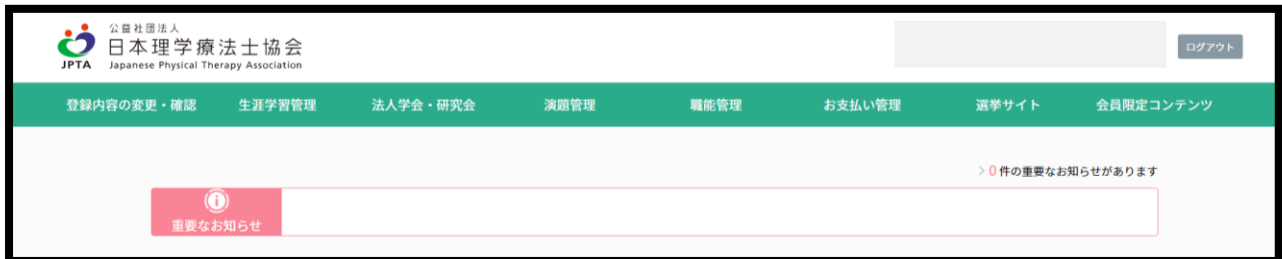 公益社団法人
日本理学療法士協会
JPTA Japanese Physical Therapy Association
ログアウト
登録内容の変更・確認 生涯学習管理 法人学会・研究会 演題管理 職能管理 お支払い管理 選挙サイト 会員限定コンテンツ
> 0 件の重要なお知らせがあります
重要なお知らせ